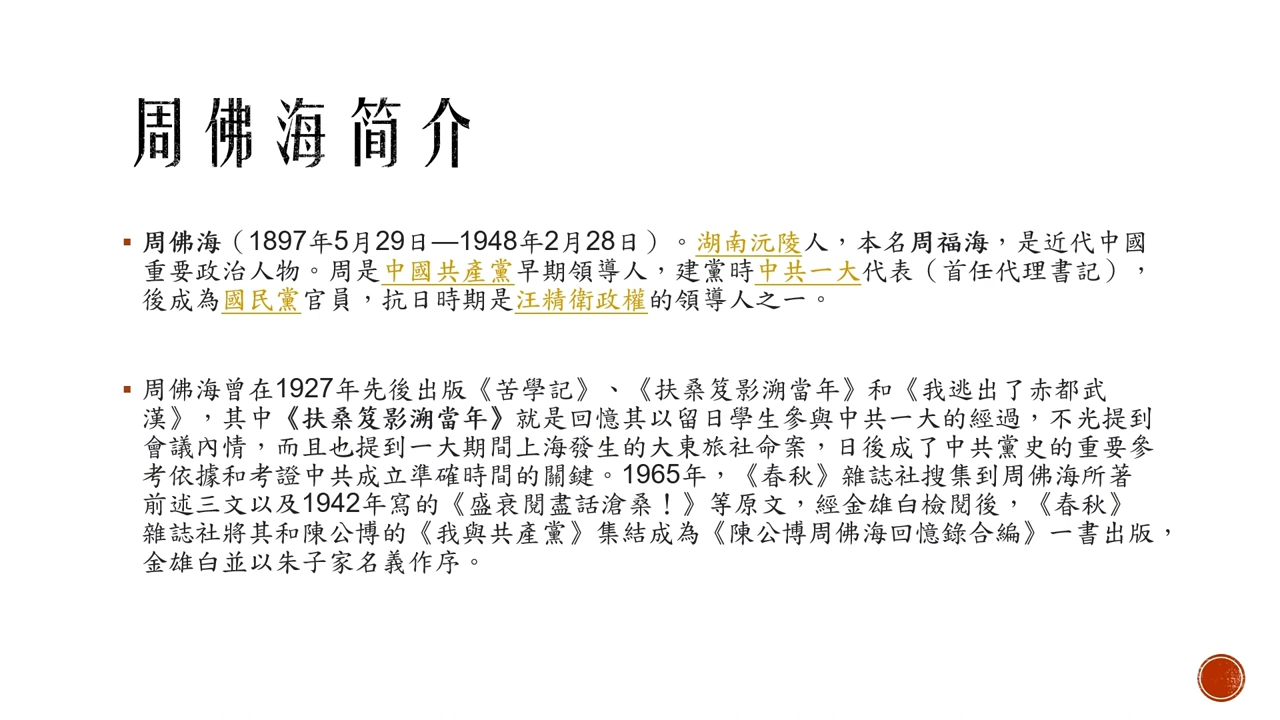 周佛海简介
周佛海（1897年5月29日—1948年2月28日）。湖南沅陵人，本名周福海，是近代中國
重要政治人物。周是中國共產黨早期領導人，建黨時中共一大代表（首任代理書記），
後成為國民黨官員，抗日時期是汪精衛政權的領導人之一。
周佛海曾在1927年先後出版《苦學記》、《扶桑笈影溯當年》和《我逃出了赤都武
漢》，其中《扶桑笈影溯當年》就是回憶其以留日學生參與中共一大的經過，不光提到
會議內情，而且也提到一大期間上海發生的大東旅社命案，日後成了中共黨史的重要參
考依據和考證中共成立準確時間的關鍵。1965年，《春秋》雜誌社搜集到周佛海所著
前述三文以及1942年寫的《盛衰閱盡話滄桑！》等原文，經金雄白檢閱後，《春秋》
雜誌社將其和陳公博的《我與共產黨》集結成為《陳公博周佛海回憶錄合編》一書出版，
金雄白並以朱子家名義作序。